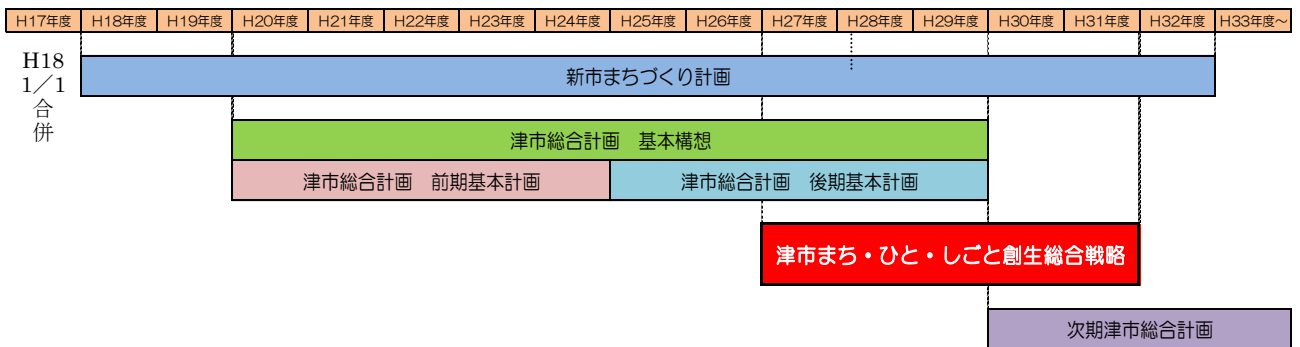 H17年度 H18年度 H19年度 H20年度 H21年度 H22年度 H23年度 H24年度 H25年度 H26年度 H27年度 H28年度 H29年度 H30年度 H31年度 H32年度 H33年度～
H18
1／1
合
併
新市まちづくり計画
津市総合計画　基本構想
津市総合計画　前期基本計画
津市総合計画　後期基本計画
津市まち・ひと・しごと創生総合戦略
次期津市総合計画